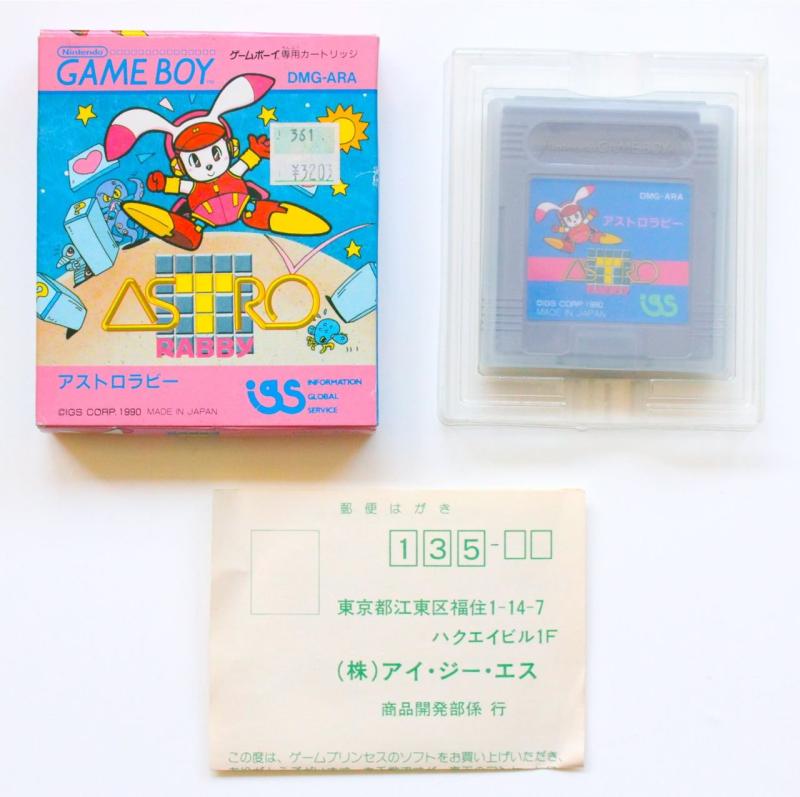 Nintendo
GAME BOY™
ゲームボーイ専用カートリッジ
DMG-ARA
361
¥3203
ASTRO
RABBY
アストロラビー
igs
INFORMATION
GLOBAL
SERVICE
©IGS CORP. 1990 MADE IN JAPAN
DMG-ARA
アストロラビー
ASTRO
RABBY
©IGS CORP. 1990
MADE IN JAPAN
igs
郵便はがき
135-
東京都江東区福住1-14-7
ハクエイビル1F
(株)アイ・ジー・エス
商品開発部係 行
この度は、ゲームプリンセスのソフトをお買い上げいただき、